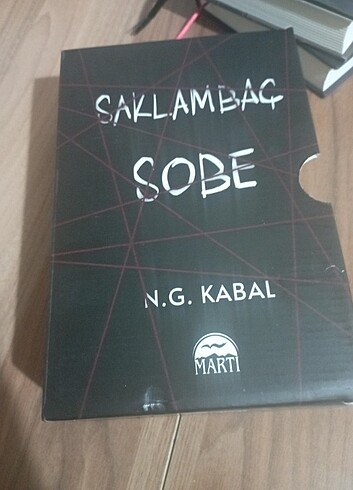 SAKLAMBAÇ
SOBE
N.G. KABAL
MARTI